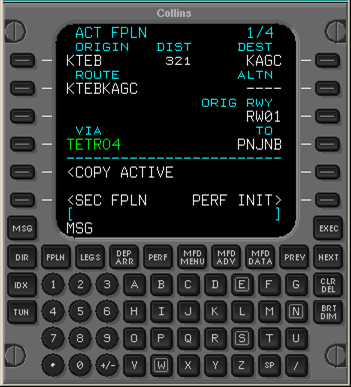 Collins
ACT FPLN 1/4
ORIGIN DIST DEST
KTEB 321 KAGC
ROUTE ALTN
KTEBKAGC ----
ORIG RWY
RW01
VIA TO
TETRO4 PNJNB
------------------------
<COPY ACTIVE
<SEC FPLN PERF INIT>
[ ]
MSG
MSG EXEC
DIR FPLN LEGS DEP ARR PERF MFD MENU MFD ADV MFD DATA PREV NEXT
IDX 1 2 3 A B C D E F G CLR DEL
TUN 4 5 6 H I J K L M N BRT DIM
7 8 9 O P Q R S T U
• 0 +/- V W X Y Z SP /